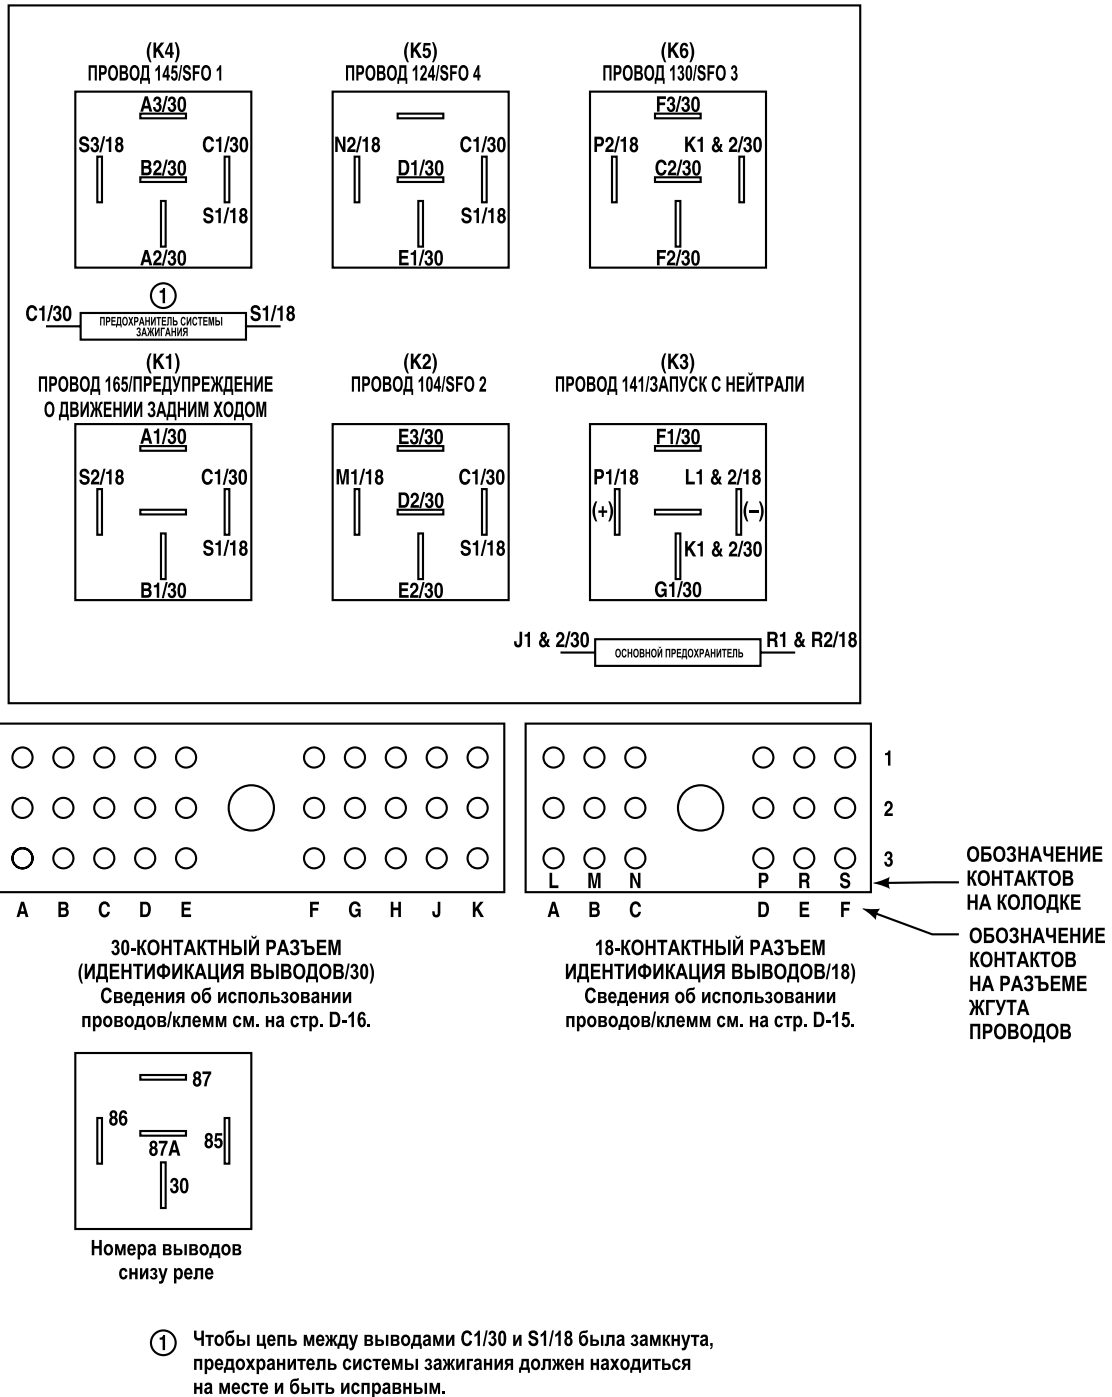 (K4)
ПРОВОД 145/SFO 1
A3/30
S3/18
C1/30
B2/30
S1/18
A2/30
(K5)
ПРОВОД 124/SFO 4
N2/18
C1/30
D1/30
S1/18
E1/30
(K6)
ПРОВОД 130/SFO 3
F3/30
P2/18
K1 & 2/30
C2/30
F2/30
1
C1/30
ПРЕДОХРАНИТЕЛЬ СИСТЕМЫ
ЗАЖИГАНИЯ
S1/18
(K1)
ПРОВОД 165/ПРЕДУПРЕЖДЕНИЕ
О ДВИЖЕНИИ ЗАДНИМ ХОДОМ
A1/30
S2/18
C1/30
S1/18
B1/30
(K2)
ПРОВОД 104/SFO 2
E3/30
M1/18
C1/30
D2/30
S1/18
E2/30
(K3)
ПРОВОД 141/ЗАПУСК С НЕЙТРАЛИ
F1/30
P1/18
L1 & 2/18
(+)
(–)
K1 & 2/30
G1/30
J1 & 2/30
ОСНОВНОЙ ПРЕДОХРАНИТЕЛЬ
R1 & R2/18
1
2
3
L M N P R S
A B C D E F G H J K
A B C D E F
ОБОЗНАЧЕНИЕ
КОНТАКТОВ
НА КОЛОДКЕ
ОБОЗНАЧЕНИЕ
КОНТАКТОВ
НА РАЗЪЕМЕ
ЖГУТА
ПРОВОДОВ
30-КОНТАКТНЫЙ РАЗЪЕМ
(ИДЕНТИФИКАЦИЯ ВЫВОДОВ/30)
Сведения об использовании
проводов/клемм см. на стр. D-16.
18-КОНТАКТНЫЙ РАЗЪЕМ
ИДЕНТИФИКАЦИЯ ВЫВОДОВ/18)
Сведения об использовании
проводов/клемм см. на стр. D-15.
87
86
87A
85
30
Номера выводов
снизу реле
1 Чтобы цепь между выводами C1/30 и S1/18 была замкнута,
предохранитель системы зажигания должен находиться
на месте и быть исправным.